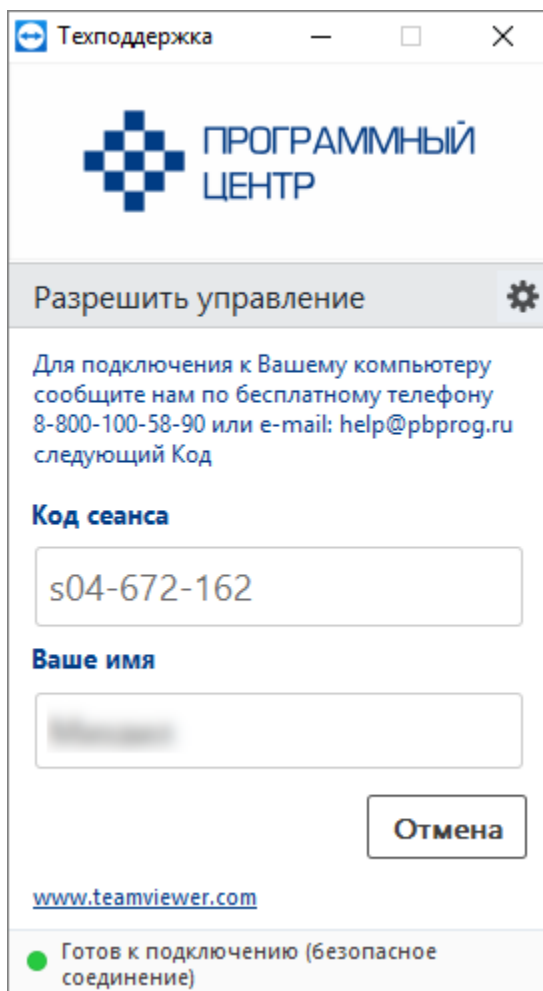 Техподдержка
ПРОГРАММНЫЙ
ЦЕНТР
Разрешить управление
Для подключения к Вашему компьютеру
сообщите нам по бесплатному телефону
8-800-100-58-90 или e-mail: help@pbprog.ru
следующий Код
Код сеанса
s04-672-162
Ваше имя
Отмена
www.teamviewer.com
Готов к подключению (безопасное
соединение)